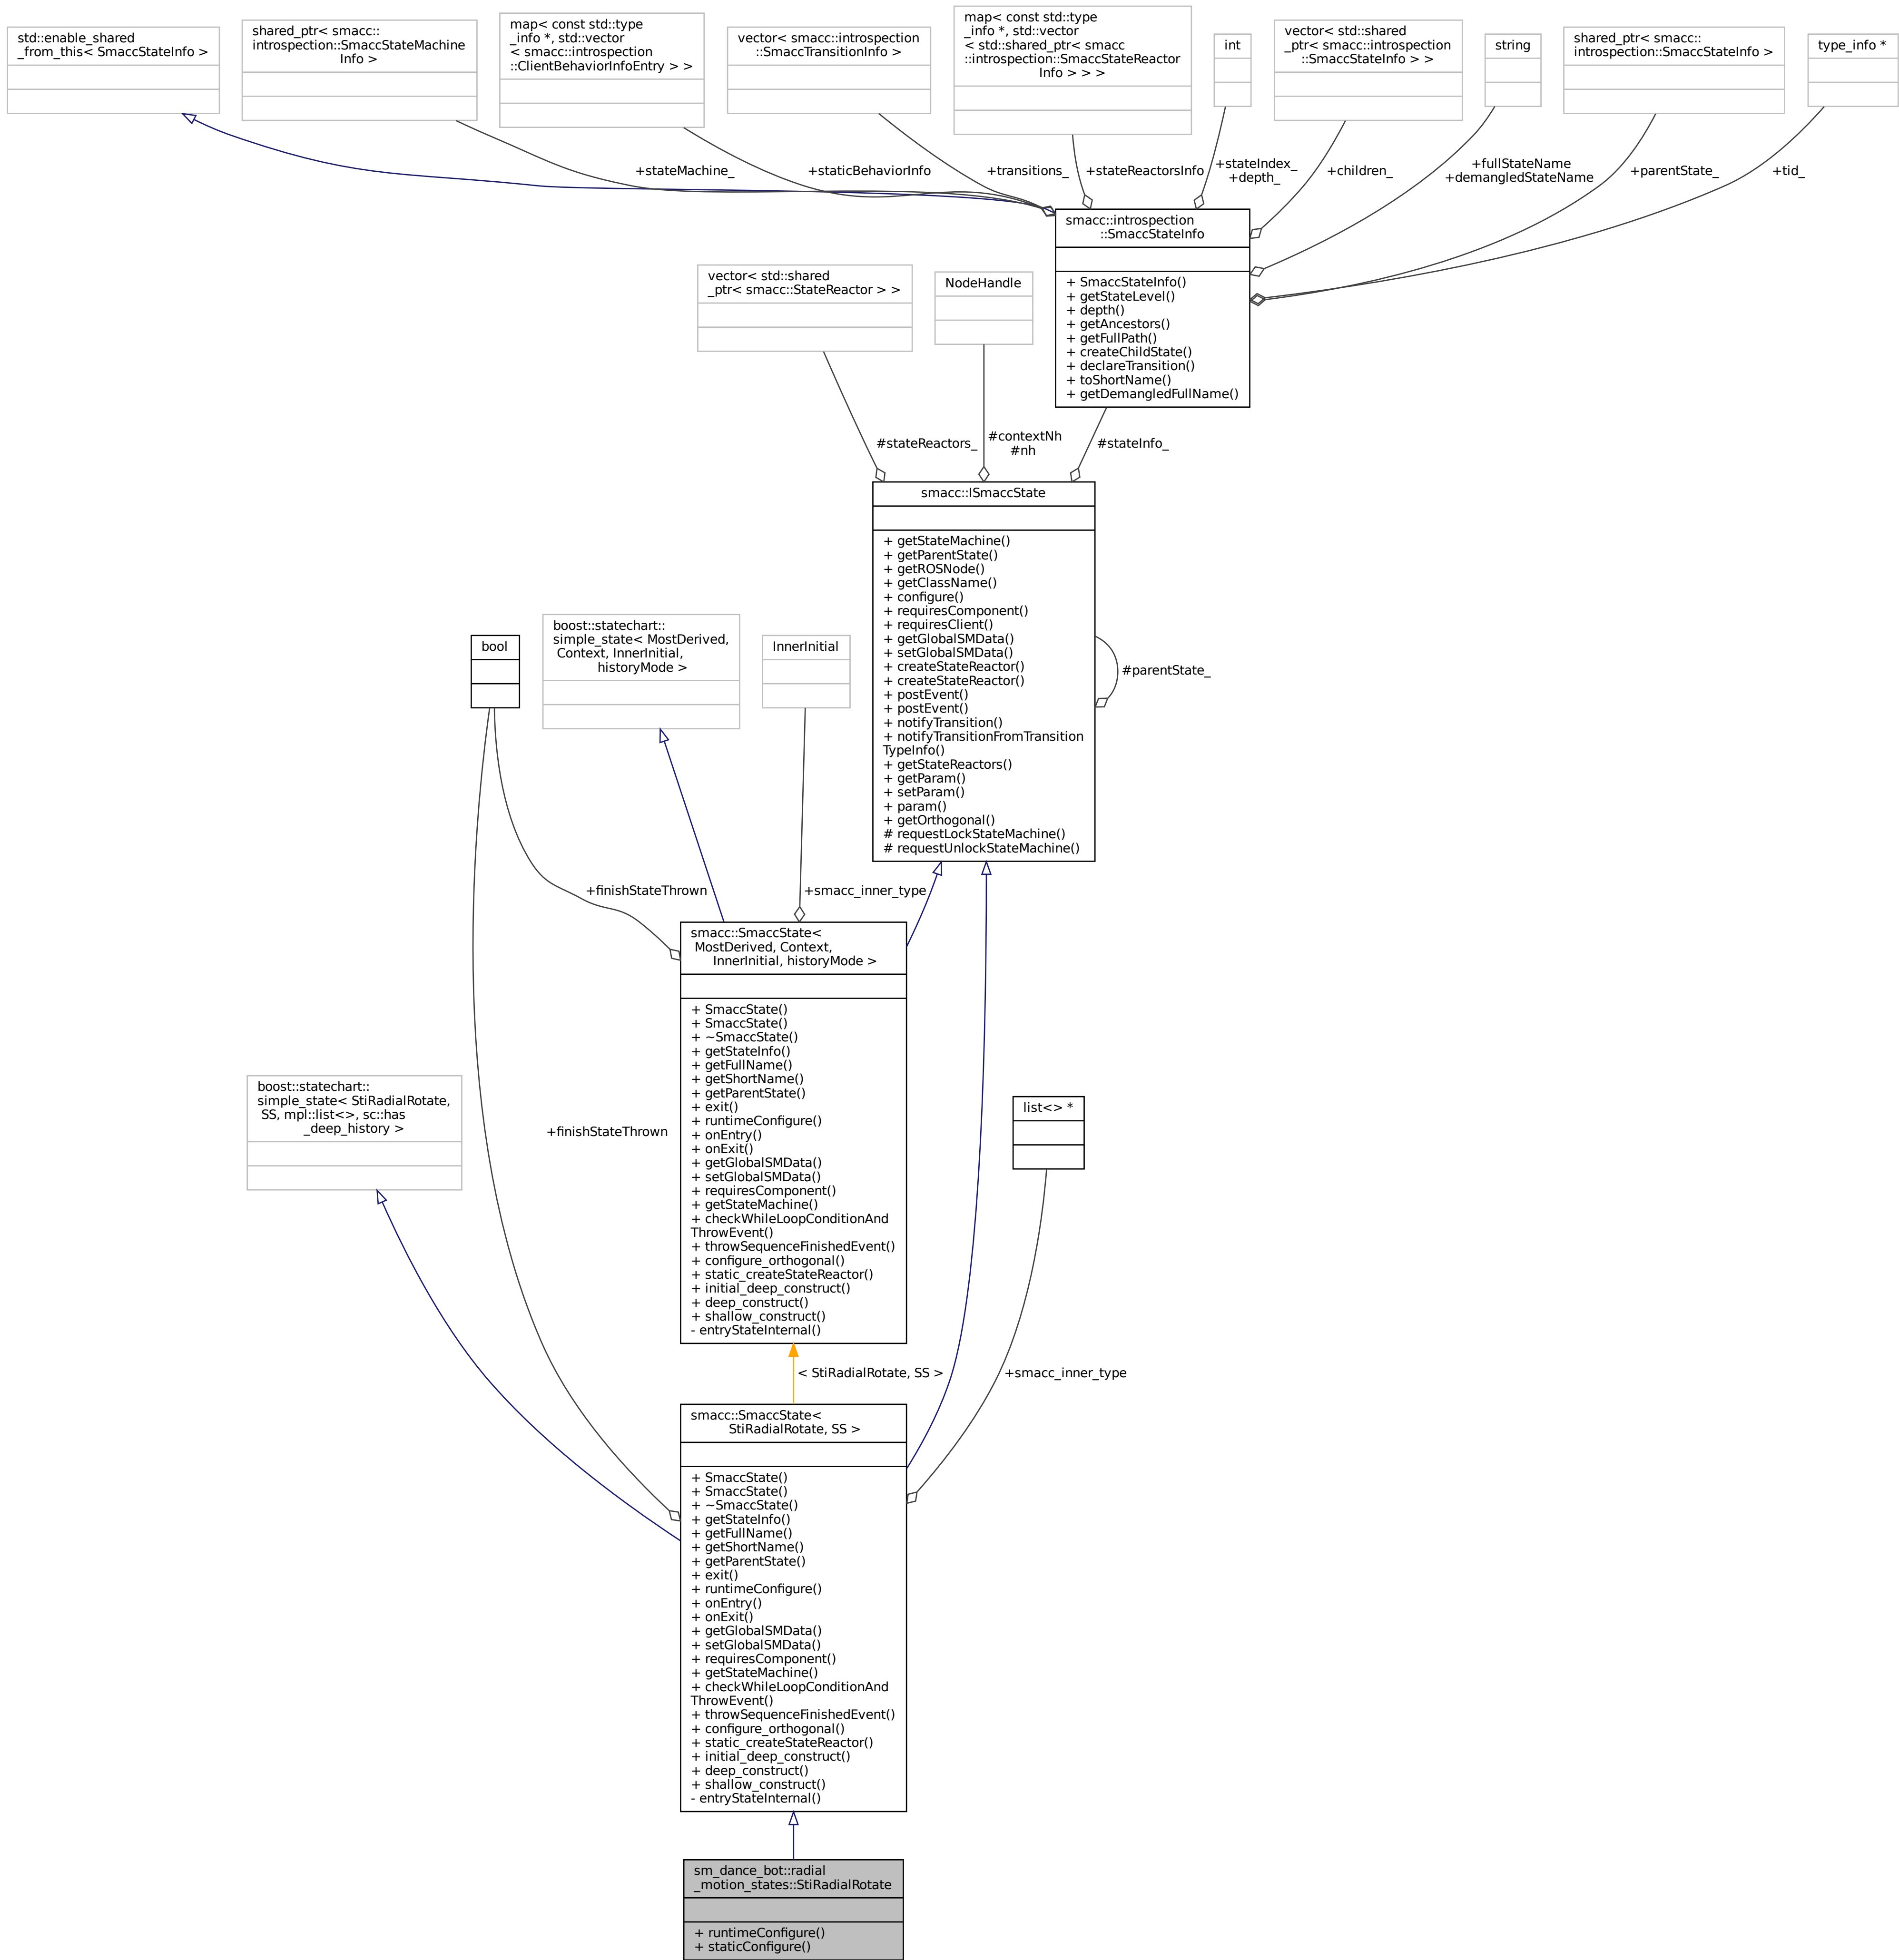 std::enable_shared
_from_this< SmaccStateInfo >
shared_ptr< smacc::
introspection::SmaccStateMachine
Info >
map< const std::type
_info *, std::vector
< smacc::introspection
::ClientBehaviorInfoEntry > >
vector< smacc::introspection
::SmaccTransitionInfo >
map< const std::type
_info *, std::vector
< std::shared_ptr< smacc
::introspection::SmaccStateReactor
Info > > >
int
vector< std::shared
_ptr< smacc::introspection
::SmaccStateInfo > >
string
shared_ptr< smacc::
introspection::SmaccStateInfo >
type_info *
+stateMachine_
+staticBehaviorInfo
+transitions_
+stateReactorsInfo
+stateIndex_
+depth_
+children_
+fullStateName
+demangledStateName
+parentState_
+tid_
smacc::introspection
::SmaccStateInfo
+ SmaccStateInfo()
+ getStateLevel()
+ depth()
+ getAncestors()
+ getFullPath()
+ createChildState()
+ declareTransition()
+ toShortName()
+ getDemangledFullName()
vector< std::shared
_ptr< smacc::StateReactor > >
NodeHandle
#stateReactors_
#contextNh
#nh
#stateInfo_
smacc::ISmaccState
+ getStateMachine()
+ getParentState()
+ getROSNode()
+ getClassName()
+ configure()
+ requiresComponent()
+ requiresClient()
+ getGlobalSMData()
+ setGlobalSMData()
+ createStateReactor()
+ createStateReactor()
+ postEvent()
+ postEvent()
+ notifyTransition()
+ notifyTransitionFromTransition
TypeInfo()
+ getStateReactors()
+ getParam()
+ setParam()
+ param()
+ getOrthogonal()
# requestLockStateMachine()
# requestUnlockStateMachine()
#parentState_
bool
boost::statechart::
simple_state< MostDerived,
Context, InnerInitial,
historyMode >
InnerInitial
+finishStateThrown
+smacc_inner_type
smacc::SmaccState<
MostDerived, Context,
InnerInitial, historyMode >
+ SmaccState()
+ SmaccState()
+ ~SmaccState()
+ getStateInfo()
+ getFullName()
+ getShortName()
+ getParentState()
+ exit()
+ runtimeConfigure()
+ onEntry()
+ onExit()
+ getGlobalSMData()
+ setGlobalSMData()
+ requiresComponent()
+ getStateMachine()
+ checkWhileLoopConditionAnd
ThrowEvent()
+ throwSequenceFinishedEvent()
+ configure_orthogonal()
+ static_createStateReactor()
+ initial_deep_construct()
+ deep_construct()
+ shallow_construct()
- entryStateInternal()
boost::statechart::
simple_state< StiRadialRotate,
SS, mpl::list<>, sc::has
_deep_history >
+finishStateThrown
list<> *
< StiRadialRotate, SS >
+smacc_inner_type
smacc::SmaccState<
StiRadialRotate, SS >
+ SmaccState()
+ SmaccState()
+ ~SmaccState()
+ getStateInfo()
+ getFullName()
+ getShortName()
+ getParentState()
+ exit()
+ runtimeConfigure()
+ onEntry()
+ onExit()
+ getGlobalSMData()
+ setGlobalSMData()
+ requiresComponent()
+ getStateMachine()
+ checkWhileLoopConditionAnd
ThrowEvent()
+ throwSequenceFinishedEvent()
+ configure_orthogonal()
+ static_createStateReactor()
+ initial_deep_construct()
+ deep_construct()
+ shallow_construct()
- entryStateInternal()
sm_dance_bot::radial
_motion_states::StiRadialRotate
+ runtimeConfigure()
+ staticConfigure()